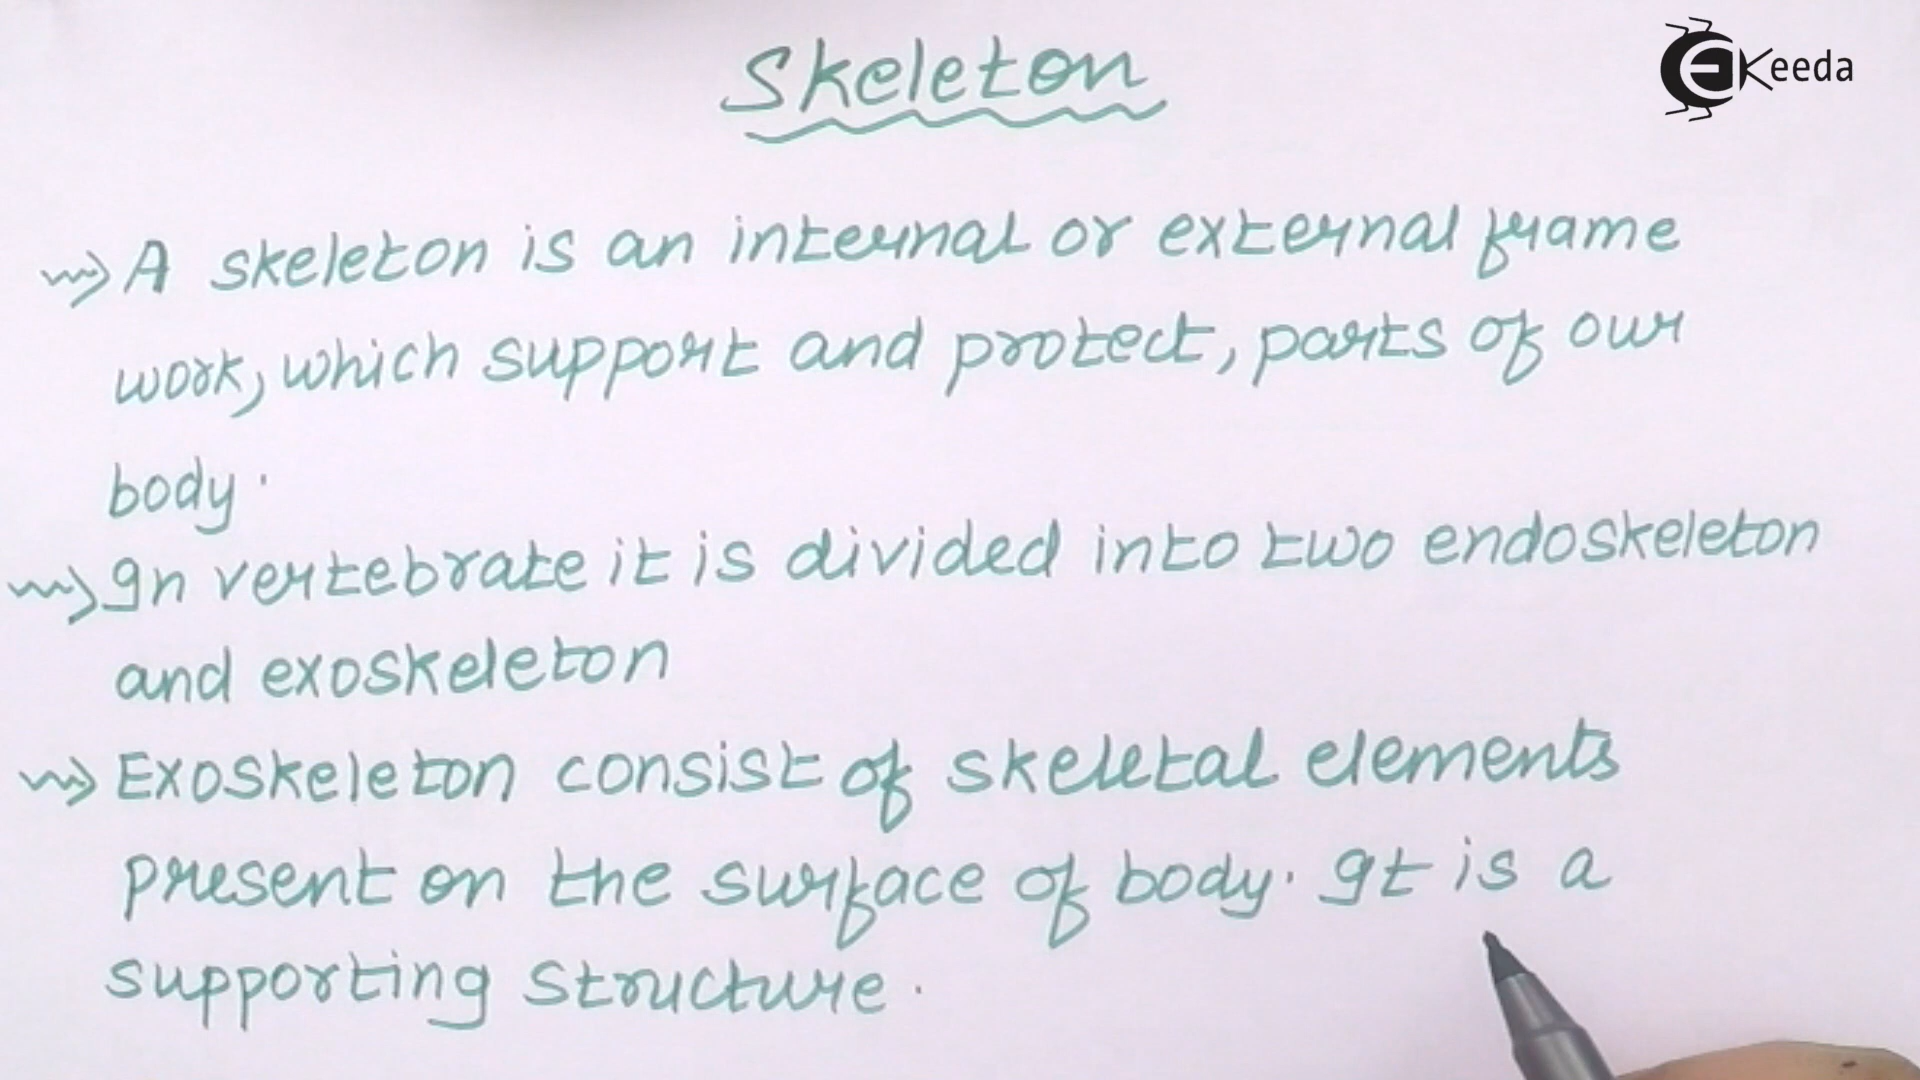 Skeleton
EKeeda
⇝ A skeleton is an internal or external frame
work, which support and protect, parts of our
body.
⇝ In vertebrate it is divided into two endoskeleton
and exoskeleton
⇝ Exoskeleton consist of skeletal elements
present on the surface of body. It is a
supporting structure.